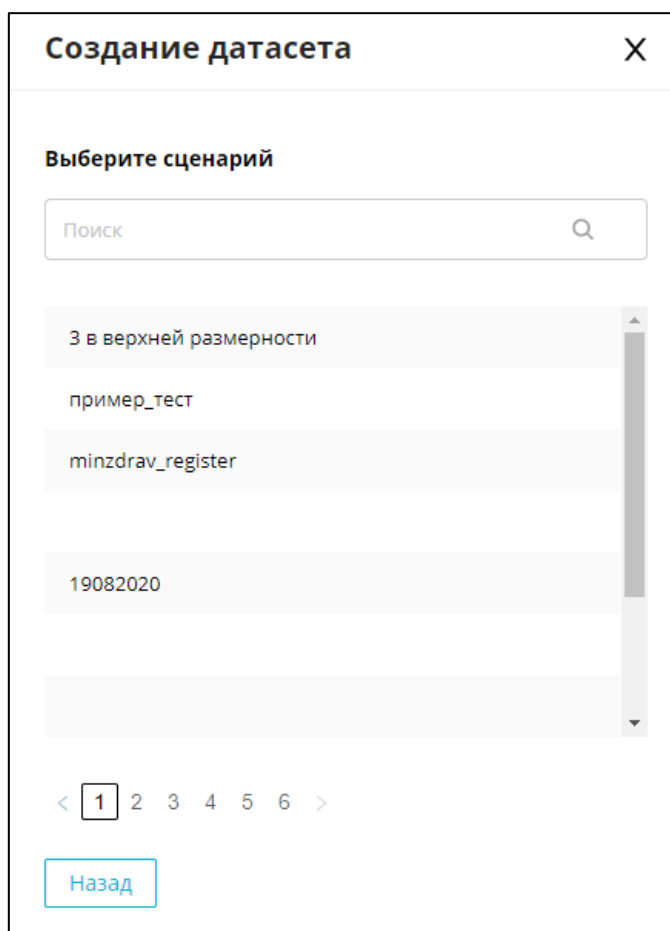 Создание датасета X
Выберите сценарий
Поиск
3 в верхней размерности
пример_тест
minzdrav_register
19082020
< 1 2 3 4 5 6 >
Назад